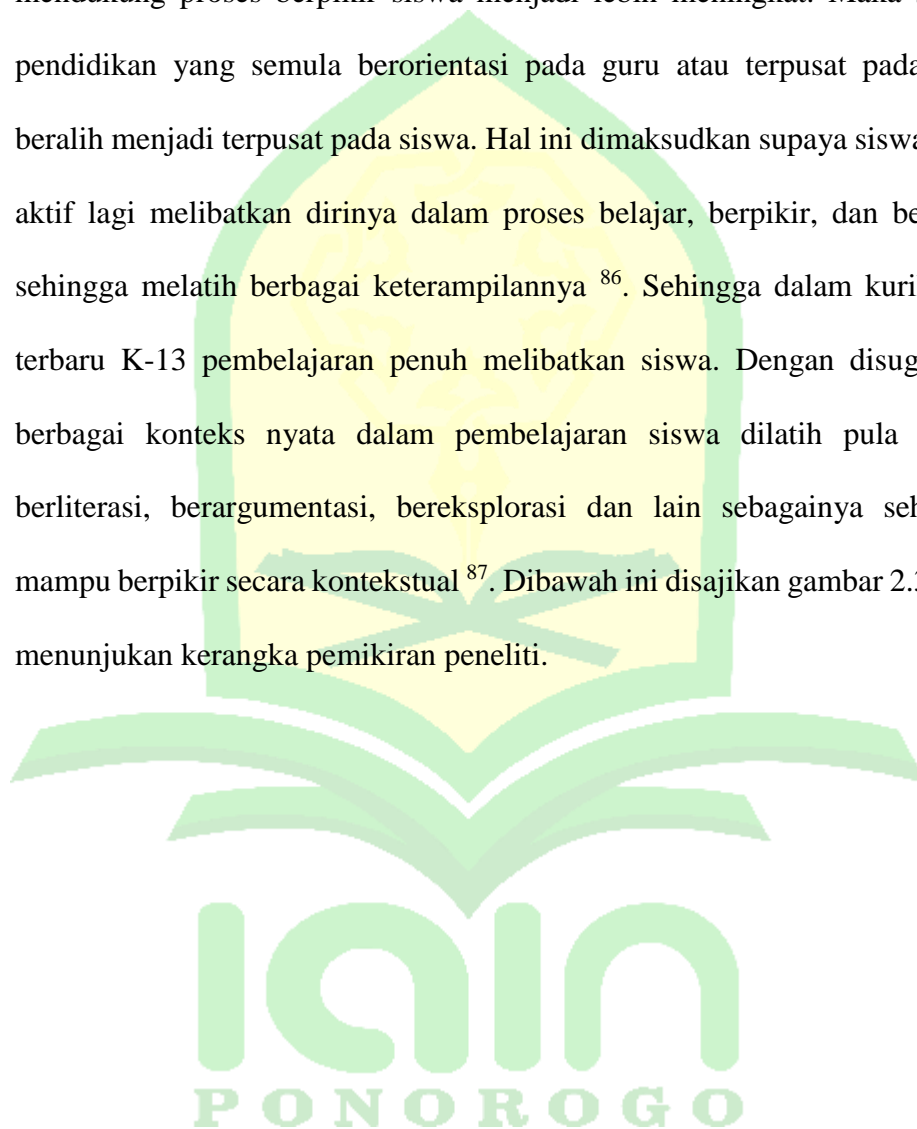 mendukung proses berpikir siswa menjadi lebih meningkat. Maka
pendidikan yang semula berorientasi pada guru atau terpusat pada
beralih menjadi terpusat pada siswa. Hal ini dimaksudkan supaya siswa
aktif lagi melibatkan dirinya dalam proses belajar, berpikir, dan be
sehingga melatih berbagai keterampilannya 86. Sehingga dalam kuri
terbaru K-13 pembelajaran penuh melibatkan siswa. Dengan disug
berbagai konteks nyata dalam pembelajaran siswa dilatih pula
berliterasi, berargumentasi, bereksplorasi dan lain sebagainya seh
mampu berpikir secara kontekstual 87. Dibawah ini disajikan gambar 2.
menunjukan kerangka pemikiran peneliti.
IAIN
PONOROGO